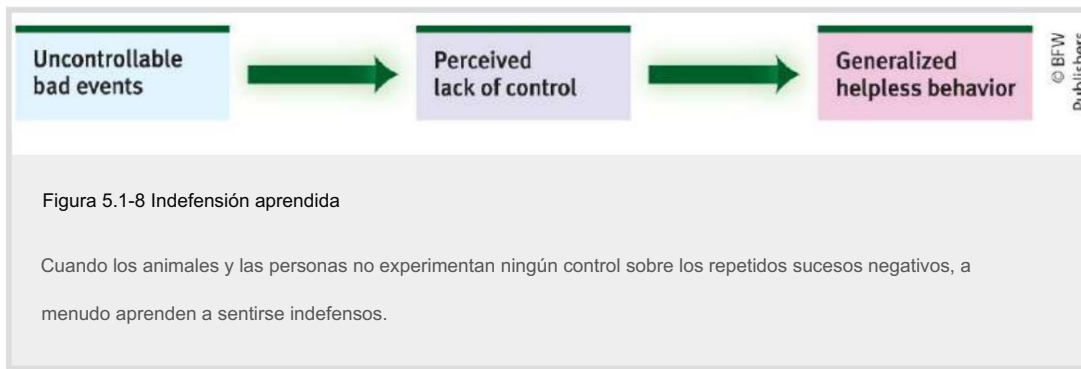 Uncontrollable
bad events
Perceived
lack of control
Generalized
helpless behavior
© BFW
Publishers
Figura 5.1-8 Indefensión aprendida
Cuando los animales y las personas no experimentan ningún control sobre los repetidos sucesos negativos, a
menudo aprenden a sentirse indefensos.